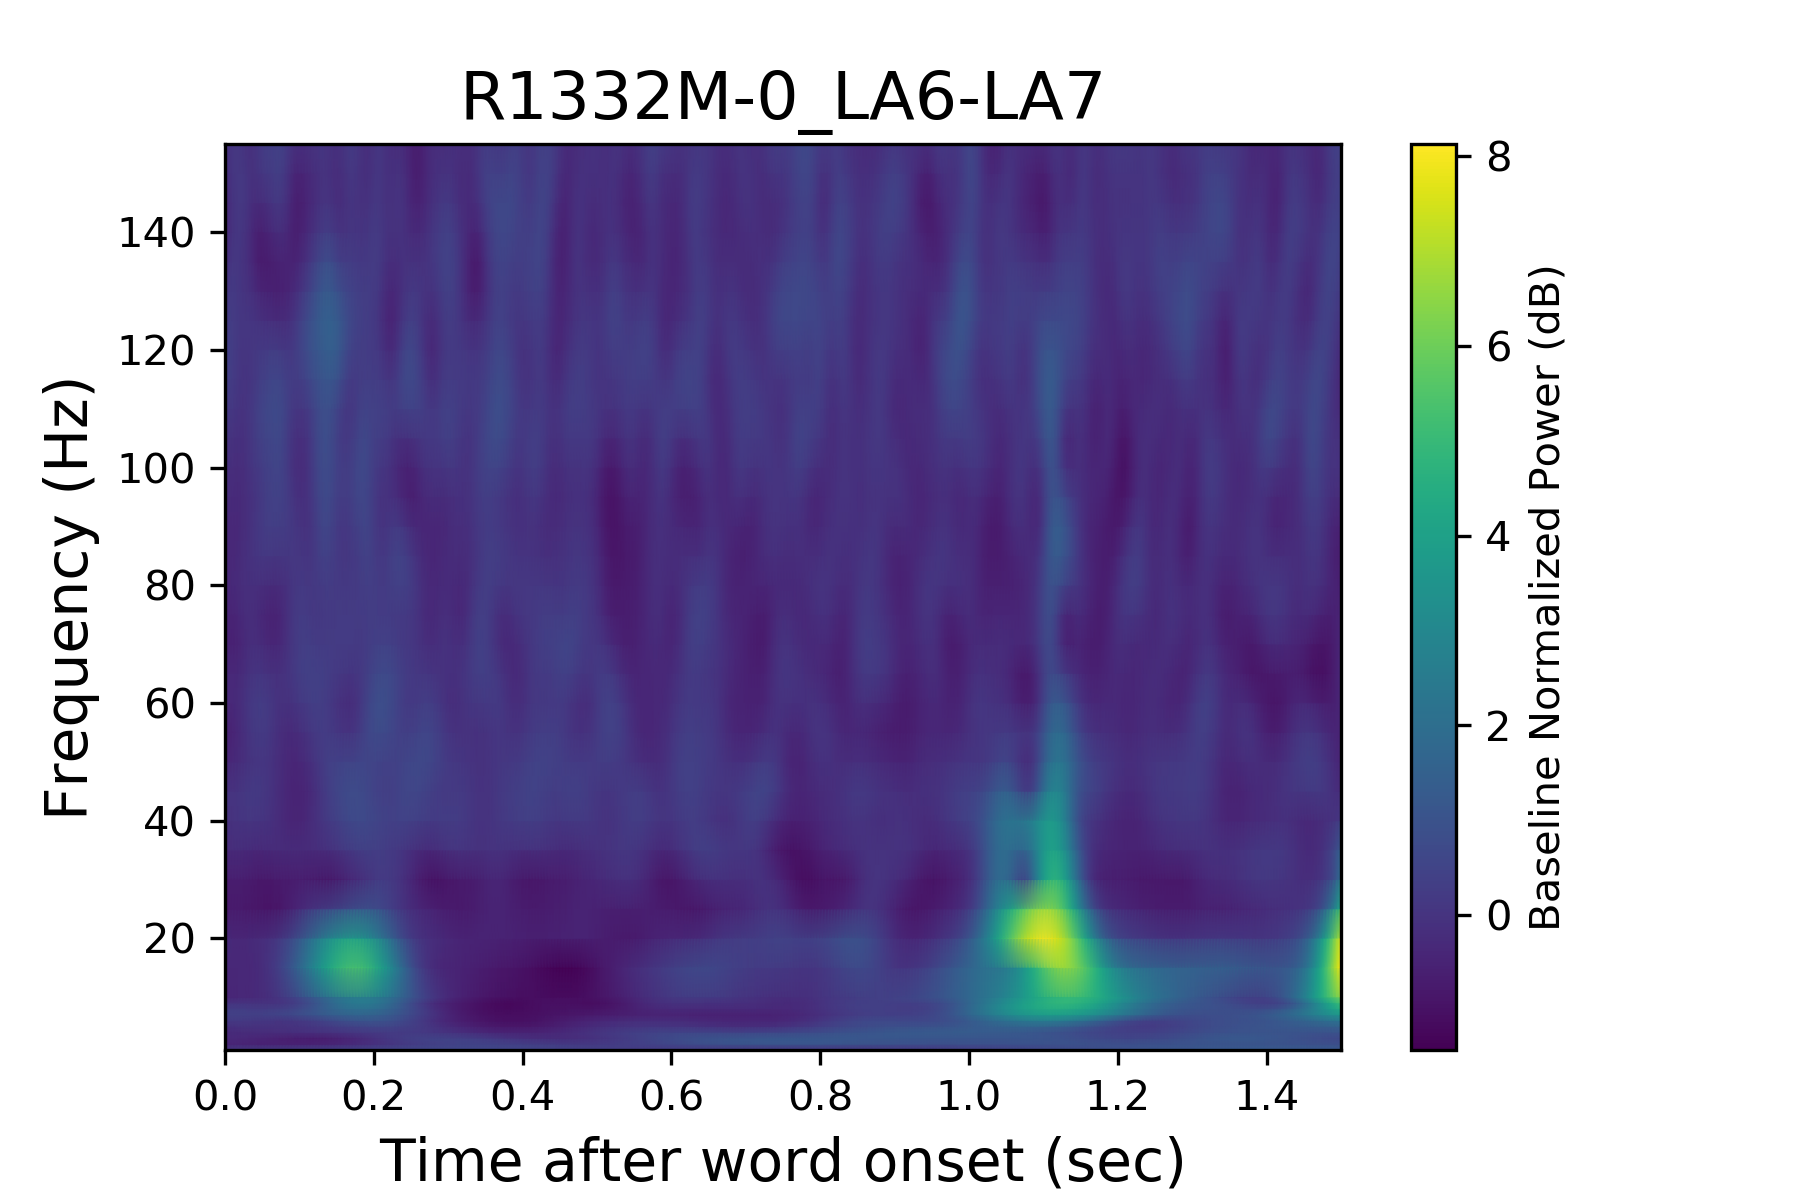 R1332M-0_LA6-LA7
Frequency (Hz)
140
120
100
80
60
40
20
0.0 0.2 0.4 0.6 0.8 1.0 1.2 1.4
Time after word onset (sec)
8
6
4
2
0
Baseline Normalized Power (dB)